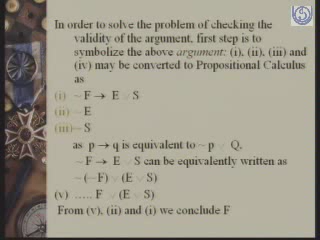 In order to solve the problem of checking the
validity of the argument, first step is to
symbolize the above argument: (i), (ii), (iii) and
(iv) may be converted to Propositional Calculus
as
(i) ~ F → E ∨ S
(ii) ~ E
(iii)~ S
as p → q is equivalent to ~ p ∨ Q,
~ F → E ∨ S can be equivalently written as
~ (~ F) ∨ (E ∨ S)
(v) ..... F ∨ (E ∨ S)
From (v), (ii) and (i) we conclude F